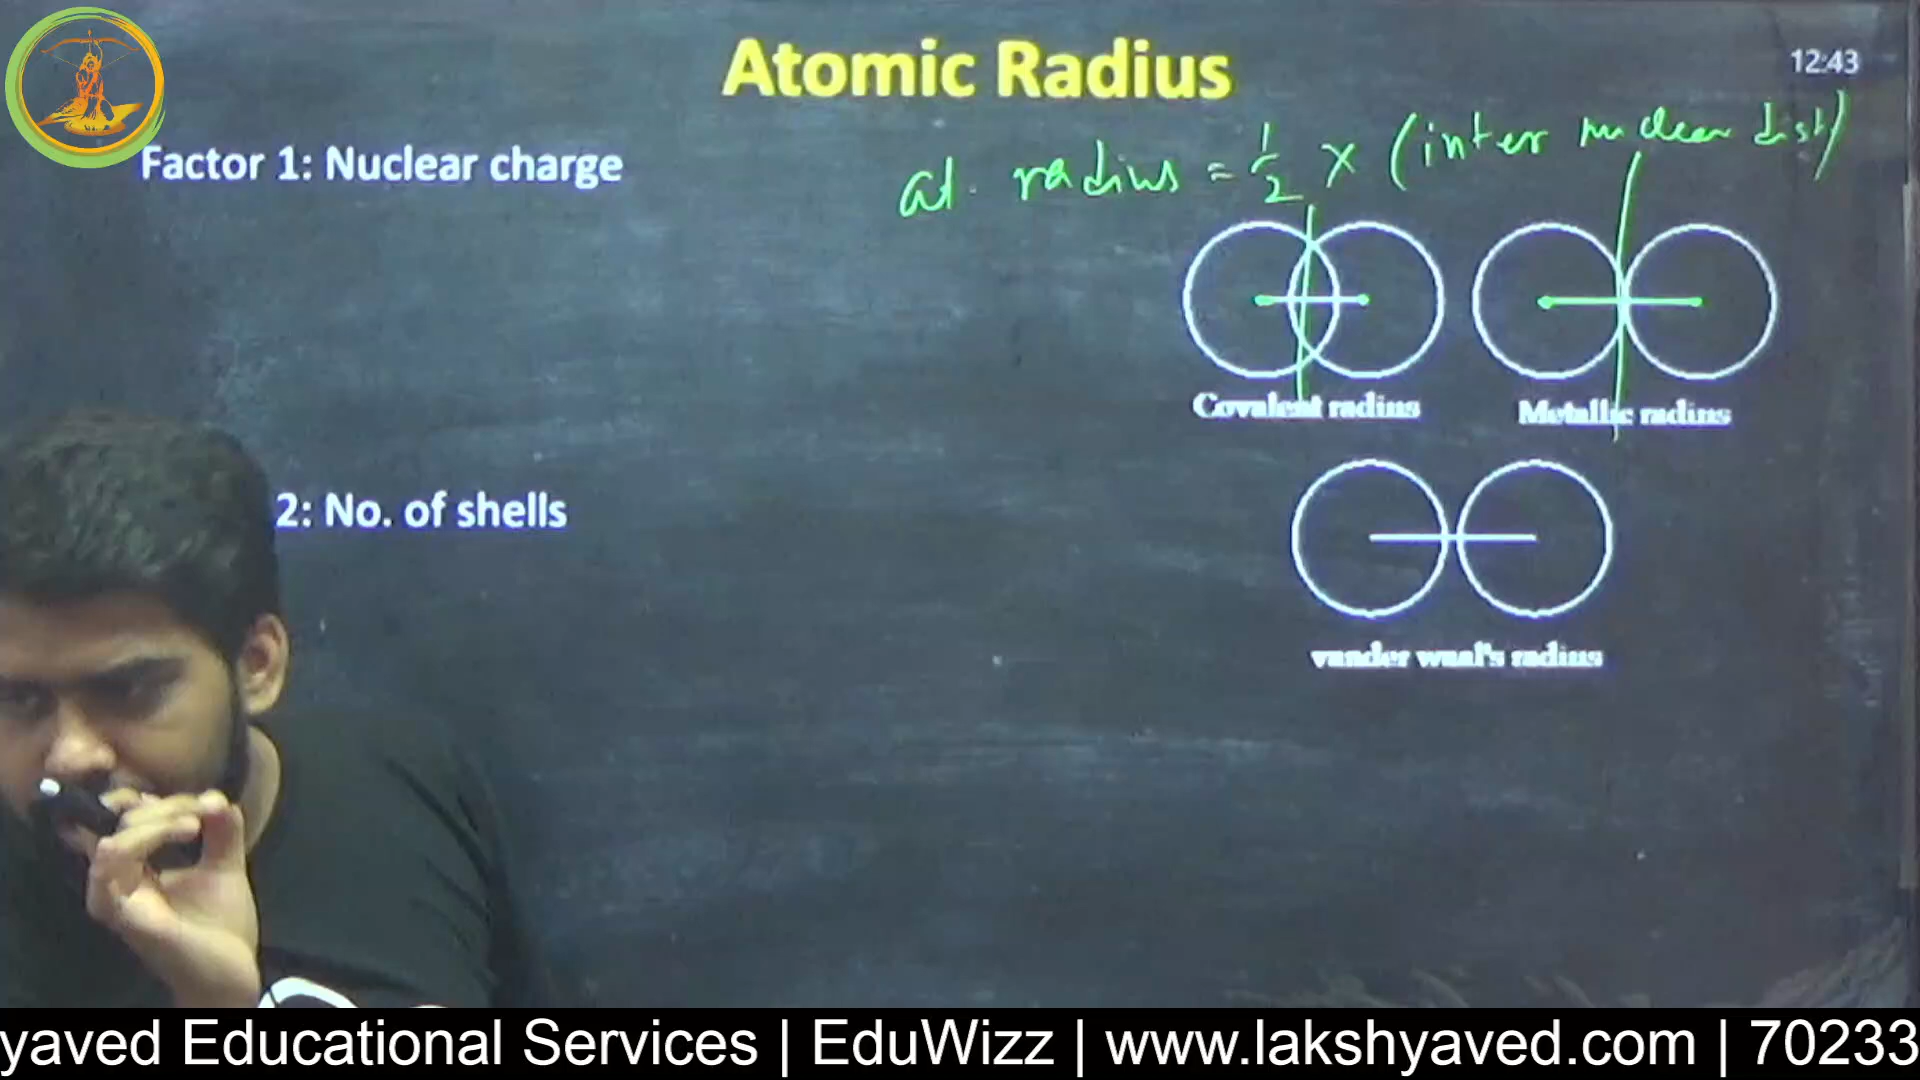 Atomic Radius
12:43
Factor 1: Nuclear charge
at. radius = 1/2 × (inter nuclear dist)
Covalent radius
Metallic radius
2: No. of shells
vander waal's radius
yaved Educational Services | EduWizz | www.lakshyaved.com | 70233